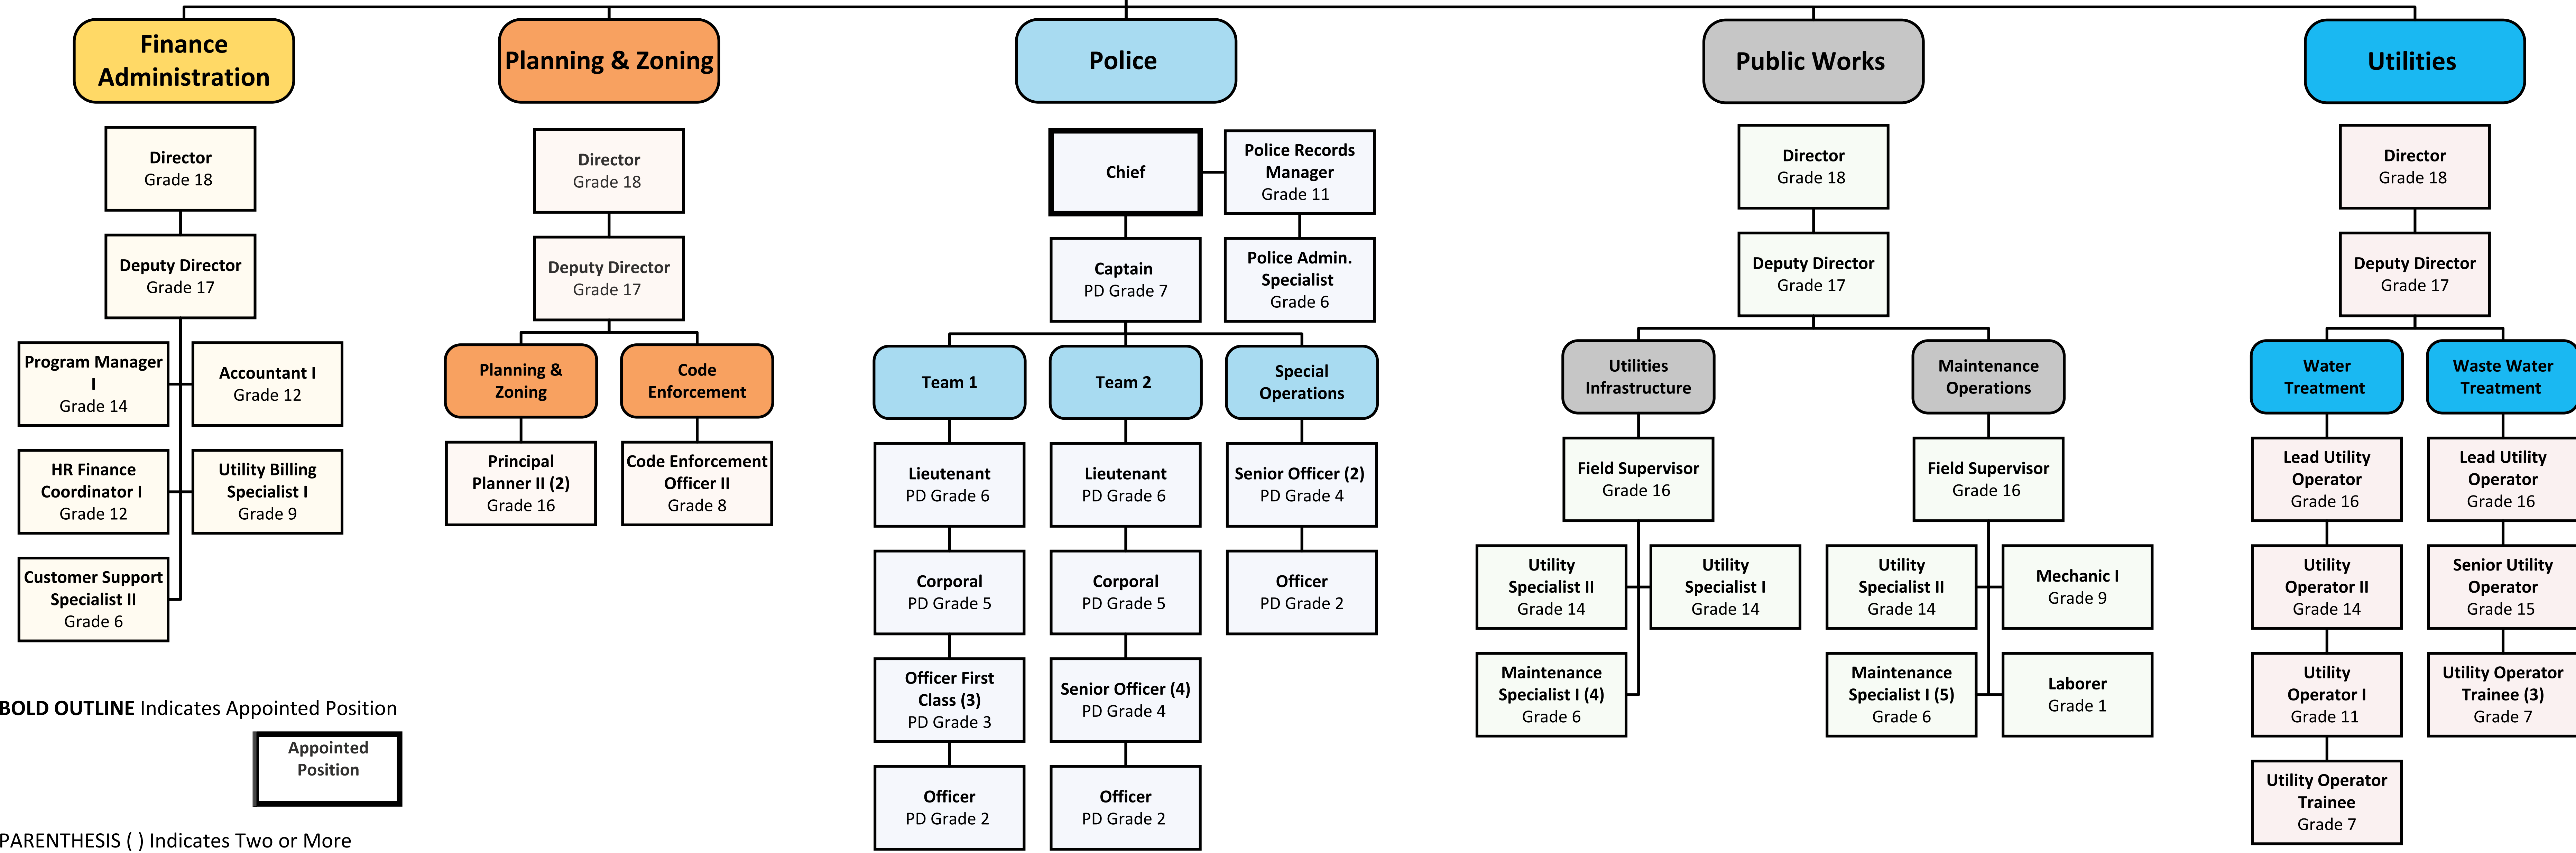 Finance
Administration
Director
Grade 18
Deputy Director
Grade 17
Program Manager
I
Grade 14
Accountant I
Grade 12
HR Finance
Coordinator I
Grade 12
Utility Billing
Specialist I
Grade 9
Customer Support
Specialist II
Grade 6
BOLD OUTLINE Indicates Appointed Position
Appointed
Position
PARENTHESIS ( ) Indicates Two or More
Planning & Zoning
Director
Grade 18
Deputy Director
Grade 17
Planning &
Zoning
Principal
Planner II (2)
Grade 16
Code
Enforcement
Code Enforcement
Officer II
Grade 8
Police
Chief
Police Records
Manager
Grade 11
Captain
PD Grade 7
Police Admin.
Specialist
Grade 6
Team 1
Lieutenant
PD Grade 6
Corporal
PD Grade 5
Officer First
Class (3)
PD Grade 3
Officer
PD Grade 2
Team 2
Lieutenant
PD Grade 6
Corporal
PD Grade 5
Senior Officer (4)
PD Grade 4
Officer
PD Grade 2
Special
Operations
Senior Officer (2)
PD Grade 4
Officer
PD Grade 2
Public Works
Director
Grade 18
Deputy Director
Grade 17
Utilities
Infrastructure
Field Supervisor
Grade 16
Utility
Specialist II
Grade 14
Utility
Specialist I
Grade 14
Maintenance
Specialist I (4)
Grade 6
Maintenance
Operations
Field Supervisor
Grade 16
Utility
Specialist II
Grade 14
Mechanic I
Grade 9
Maintenance
Specialist I (5)
Grade 6
Laborer
Grade 1
Utilities
Director
Grade 18
Deputy Director
Grade 17
Water
Treatment
Lead Utility
Operator
Grade 16
Utility
Operator II
Grade 14
Utility
Operator I
Grade 11
Utility Operator
Trainee
Grade 7
Waste Water
Treatment
Lead Utility
Operator
Grade 16
Senior Utility
Operator
Grade 15
Utility Operator
Trainee (3)
Grade 7